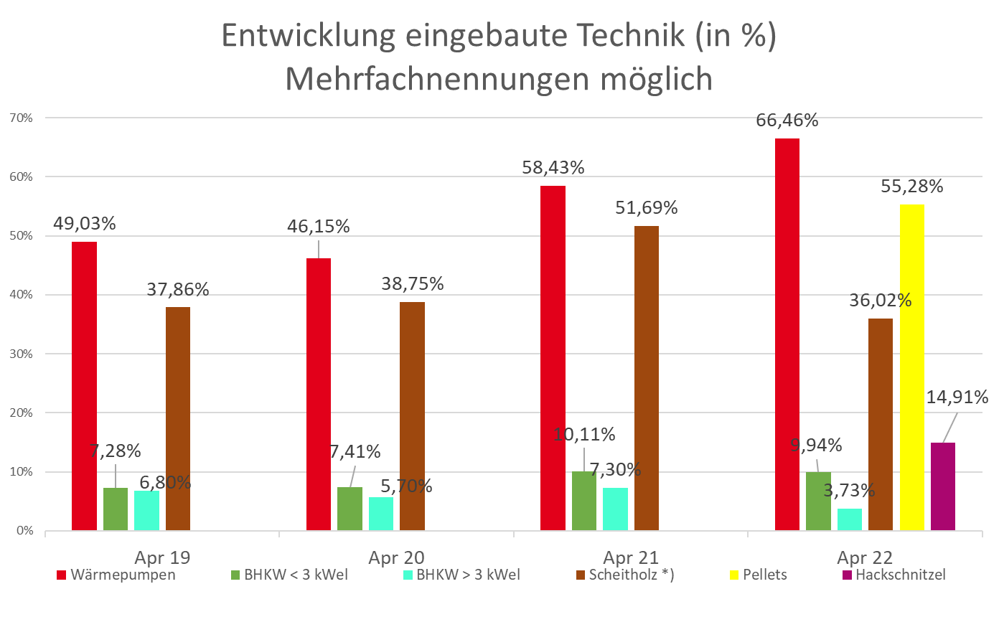 Entwicklung eingebaute Technik (in %)
Mehrfachnennungen möglich
70%
60%
50%
40%
30%
20%
10%
0%
49,03%
7,28%
6,80%
37,86%
46,15%
7,41%
5,70%
38,75%
58,43%
10,11%
7,30%
51,69%
66,46%
9,94%
3,73%
36,02%
55,28%
14,91%
Apr 19
Apr 20
Apr 21
Apr 22
Wärmepumpen
BHKW < 3 kWel
BHKW > 3 kWel
Scheitholz *)
Pellets
Hackschnitzel